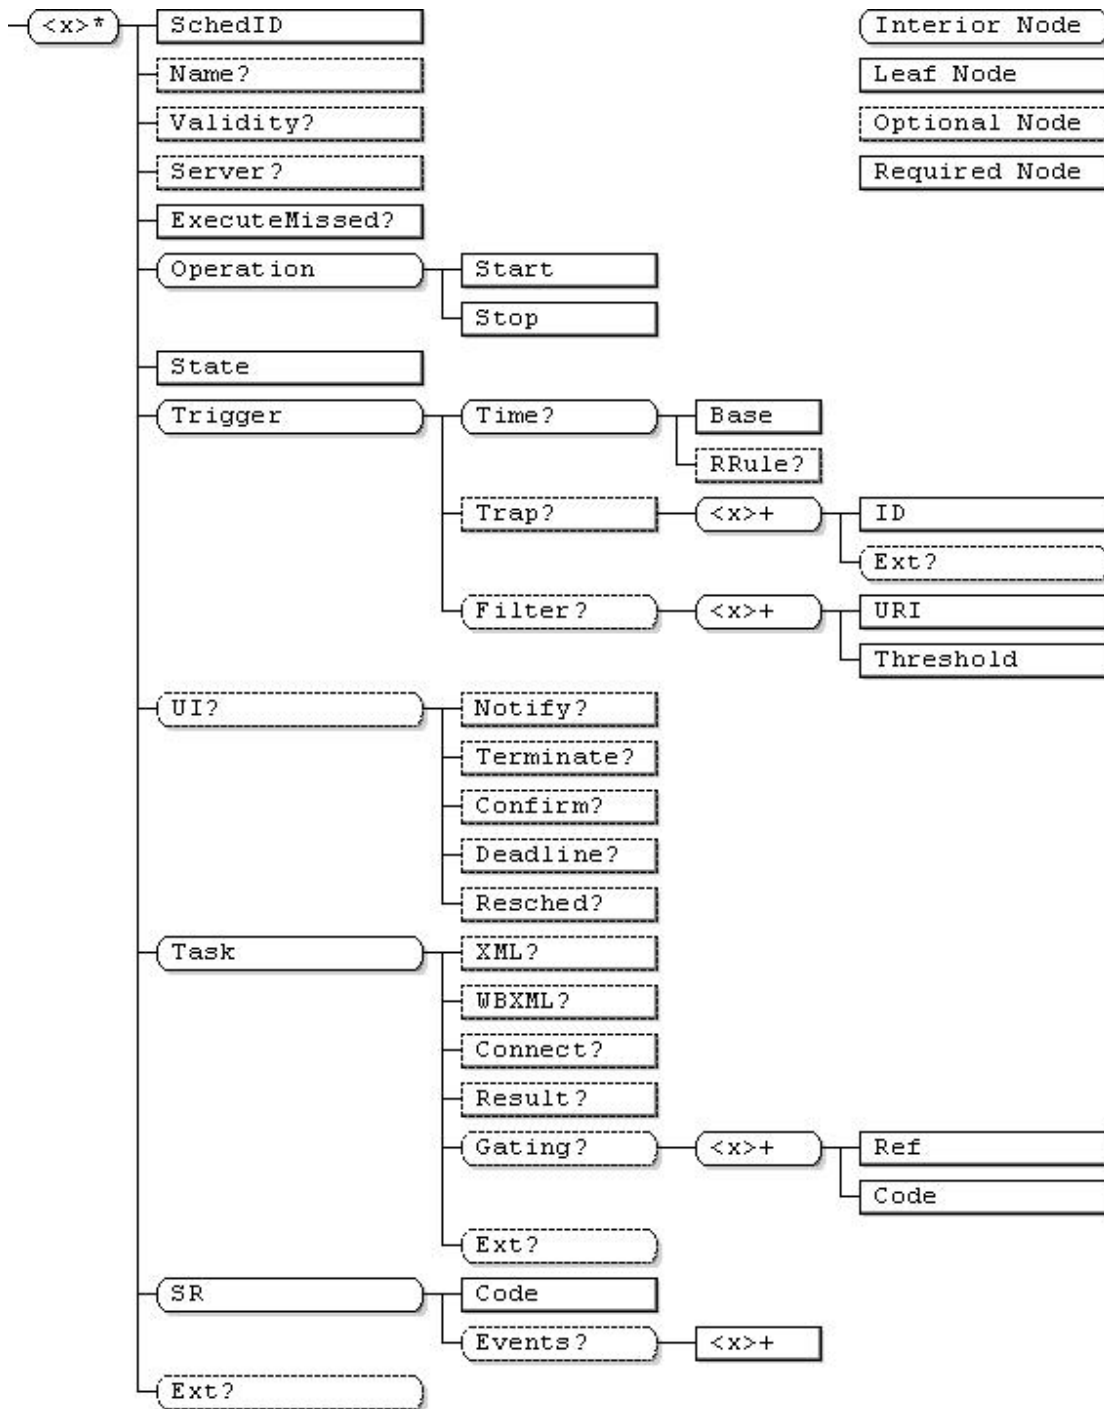 <x>* SchedID Interior Node
Name? Leaf Node
Validity? Optional Node
Server? Required Node
ExecuteMissed?
Operation Start
Stop
State
Trigger Time? Base
RRule?
Trap? <x>+ ID
Ext?
Filter? <x>+ URI
Threshold
UI? Notify?
Terminate?
Confirm?
Deadline?
Resched?
Task XML?
WBXML?
Connect?
Result?
Gating? <x>+ Ref
Code
Ext?
SR Code
Events? <x>+
Ext?